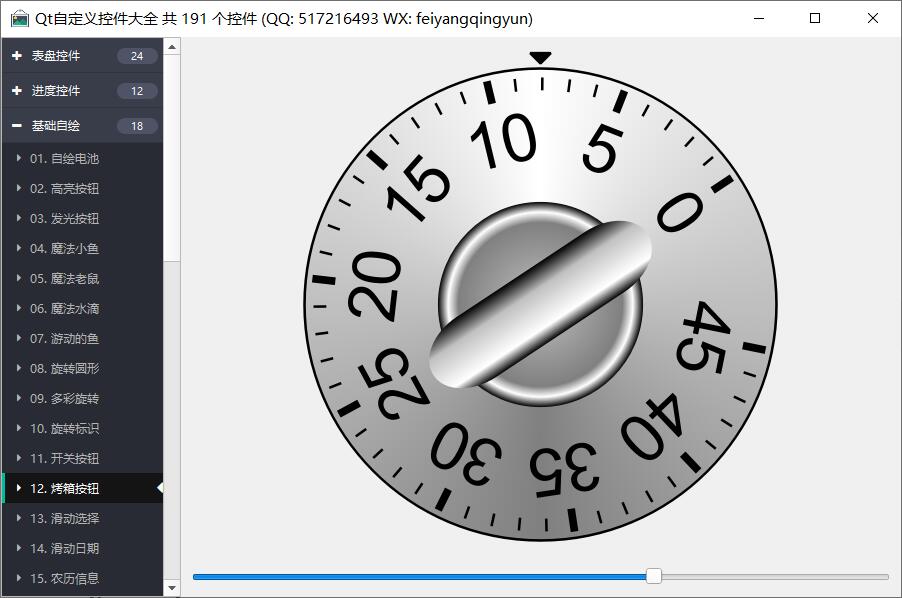 Qt自定义控件大全 共 191 个控件 (QQ: 517216493 WX: feiyangqingyun)
表盘控件 24
进度控件 12
基础自绘 18
01. 自绘电池
02. 高亮按钮
03. 发光按钮
04. 魔法小鱼
05. 魔法老鼠
06. 魔法水滴
07. 游动的鱼
08. 旋转圆形
09. 多彩旋转
10. 旋转标识
11. 开关按钮
12. 烤箱按钮
13. 滑动选择
14. 滑动日期
15. 农历信息
0
5
10
15
20
25
30
35
40
45